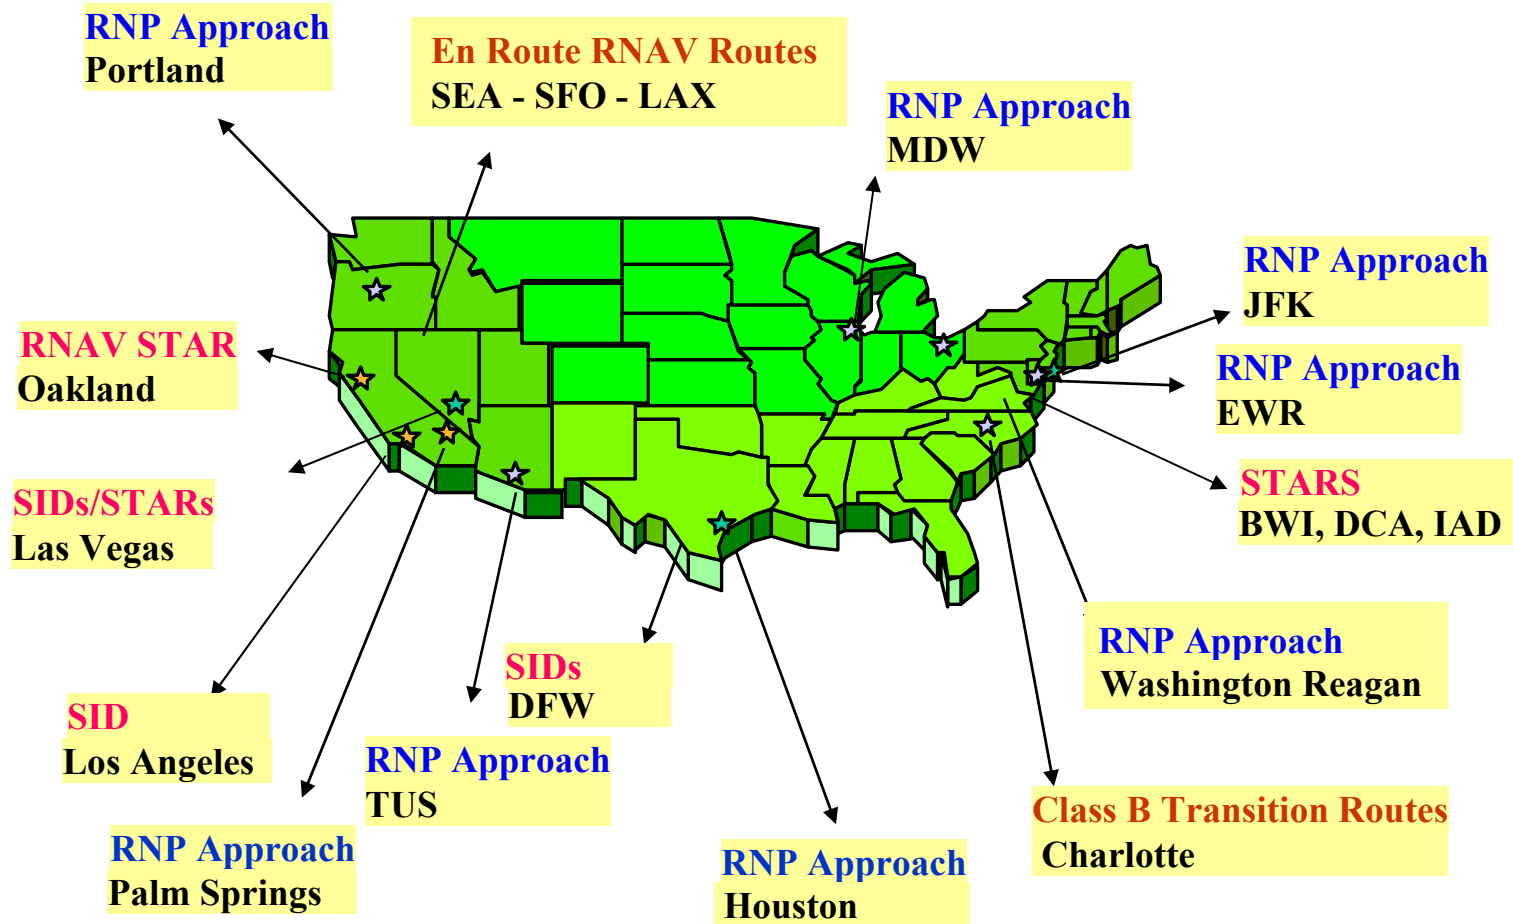 RNP Approach
Portland
En Route RNAV Routes
SEA - SFO - LAX
RNP Approach
MDW
RNP Approach
JFK
RNAV STAR
Oakland
RNP Approach
EWR
STARS
BWI, DCA, IAD
SIDs/STARs
Las Vegas
RNP Approach
Washington Reagan
SIDs
DFW
SID
Los Angeles
RNP Approach
TUS
Class B Transition Routes
Charlotte
RNP Approach
Palm Springs
RNP Approach
Houston